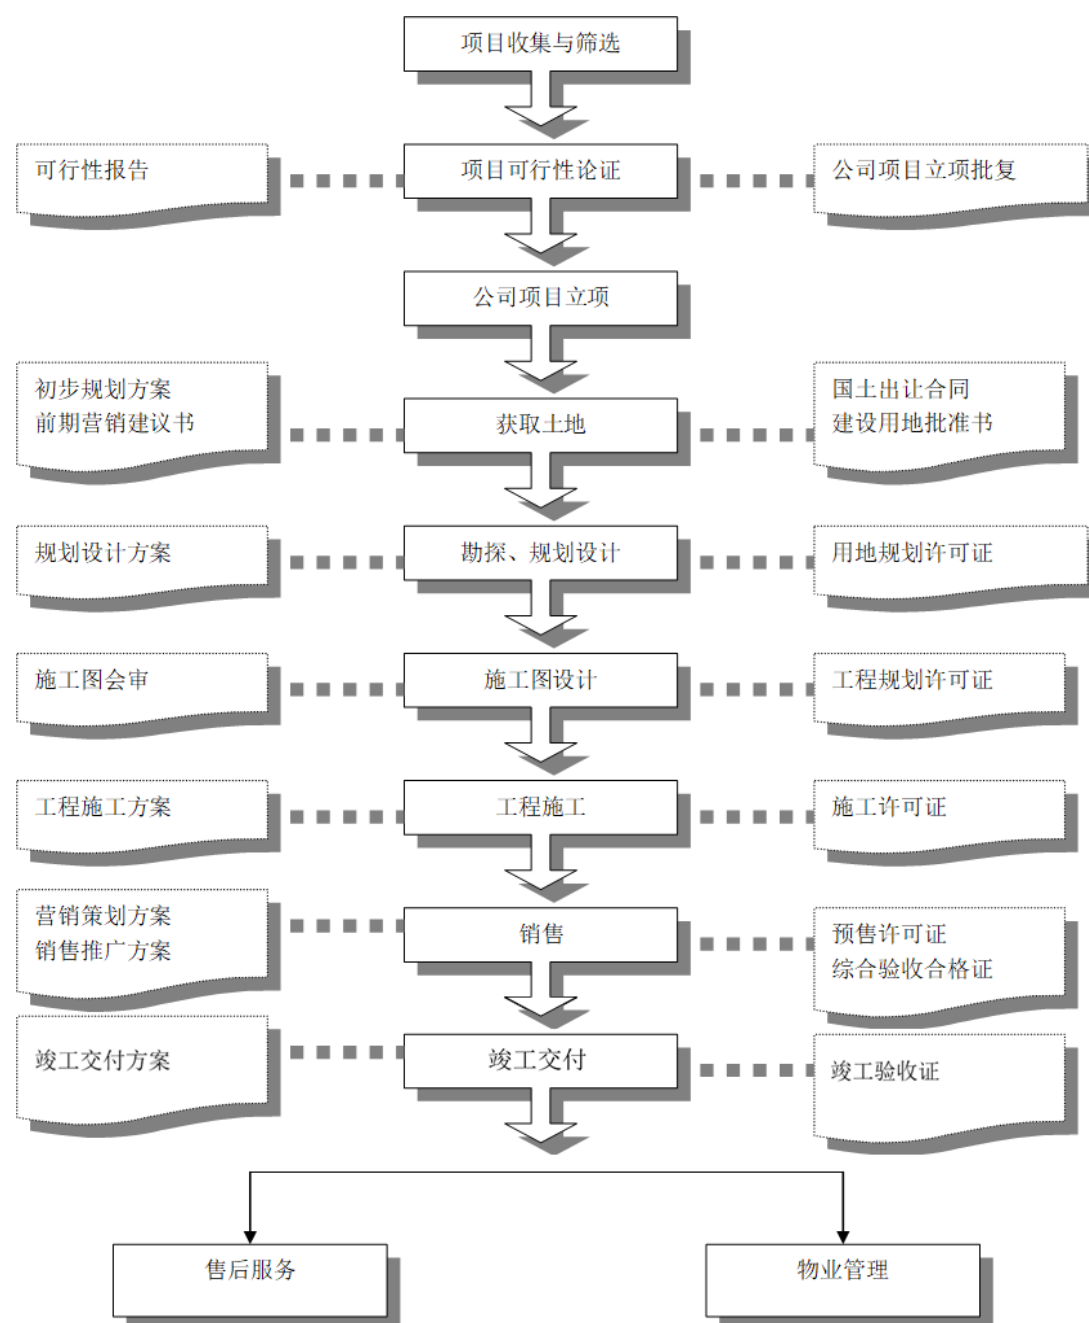 项目收集与筛选
可行性报告
项目可行性论证
公司项目立项批复
公司项目立项
初步规划方案
前期营销建议书
获取土地
国土出让合同
建设用地批准书
规划设计方案
勘探、规划设计
用地规划许可证
施工图会审
施工图设计
工程规划许可证
工程施工方案
工程施工
施工许可证
营销策划方案
销售推广方案
销售
预售许可证
综合验收合格证
竣工交付方案
竣工交付
竣工验收证
售后服务
物业管理